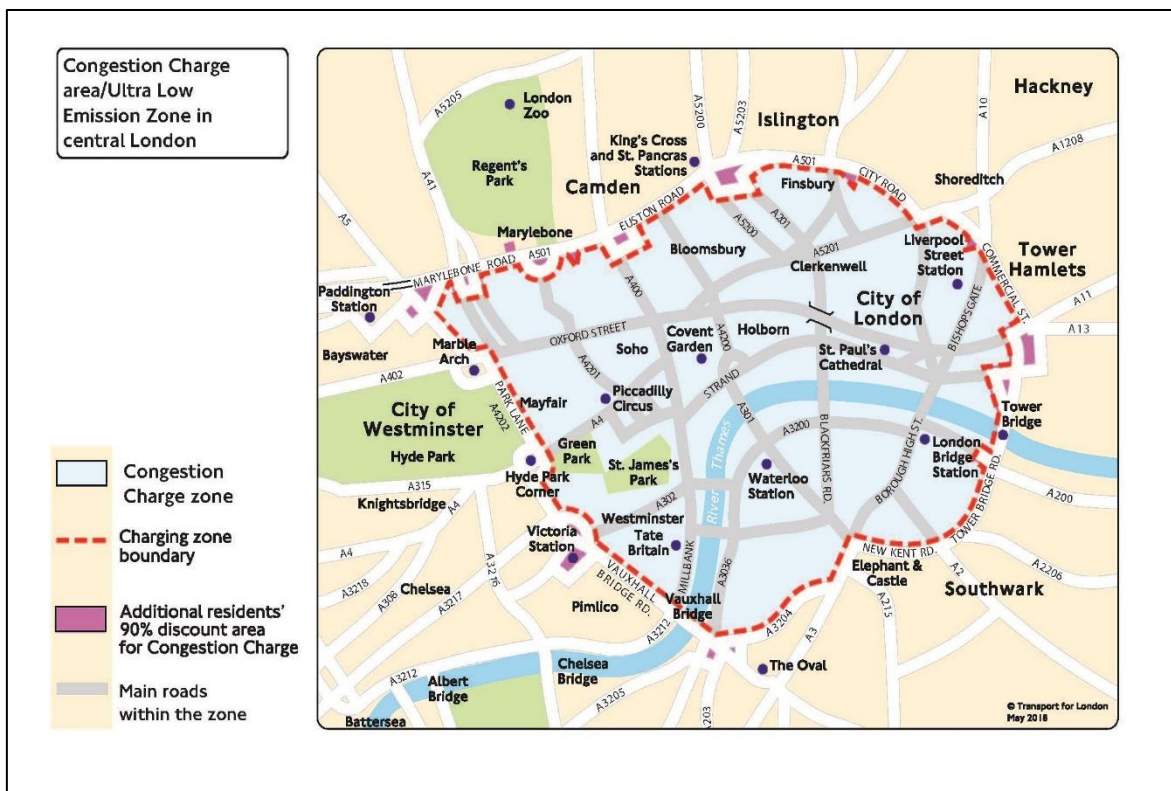 Congestion Charge
area/Ultra Low
Emission Zone in
central London
Congestion
Charge zone
Charging zone
boundary
Additional residents'
90% discount area
for Congestion Charge
Main roads
within the zone
A5205
London
Zoo
A5200
A5203
Islington
A10
Hackney
King's Cross
and St. Pancras
Stations
A501
A1208
Regent's
Park
A41
Camden
Finsbury
CITY ROAD
Shoreditch
A5
EUSTON ROAD
A201
A5200
Marylebone
Bloomsbury
A5201
Liverpool
Street
Station
COMMERCIAL ST.
Tower
Hamlets
MARYLEBONE ROAD
A501
Clerkenwell
A400
Paddington
Station
City of
London
BISHOPSGATE
A11
A13
OXFORD STREET
Covent
Garden
A4200
Holborn
Bayswater
Marble
Arch
Soho
St. Paul's
Cathedral
A402
A4201
STRAND
PARK LANE
Mayfair
Piccadilly
Circus
City of
Westminster
A4202
A4
A301
A3200
Tower
Bridge
Hyde Park
Green
Park
St. James's
Park
River Thames
BLACKFRIARS RD.
BOROUGH HIGH ST.
London
Bridge
Station
Hyde Park
Corner
Waterloo
Station
TOWER BRIDGE RD.
A315
Knightsbridge
A4
A302
A200
Westminster
Tate
Britain
Victoria
Station
MILLBANK
A3036
NEW KENT RD.
A4
A3216
Elephant &
Castle
A2
A2206
A3218
A308
Chelsea
A3217
VAUXHALL
BRIDGE RD.
Vauxhall
Bridge
Southwark
Pimlico
A3204
A3
A215
A3212
The Oval
Chelsea
Bridge
A3212
Albert
Bridge
A3205
A203
Battersea
© Transport for London
May 2018